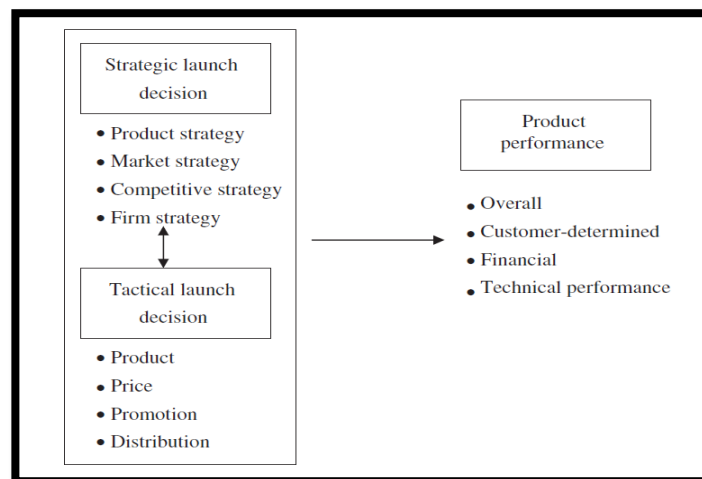 Strategic launch
decision
• Product strategy
• Market strategy
• Competitive strategy
• Firm strategy
Tactical launch
decision
• Product
• Price
• Promotion
• Distribution
Product
performance
• Overall
• Customer-determined
• Financial
• Technical performance